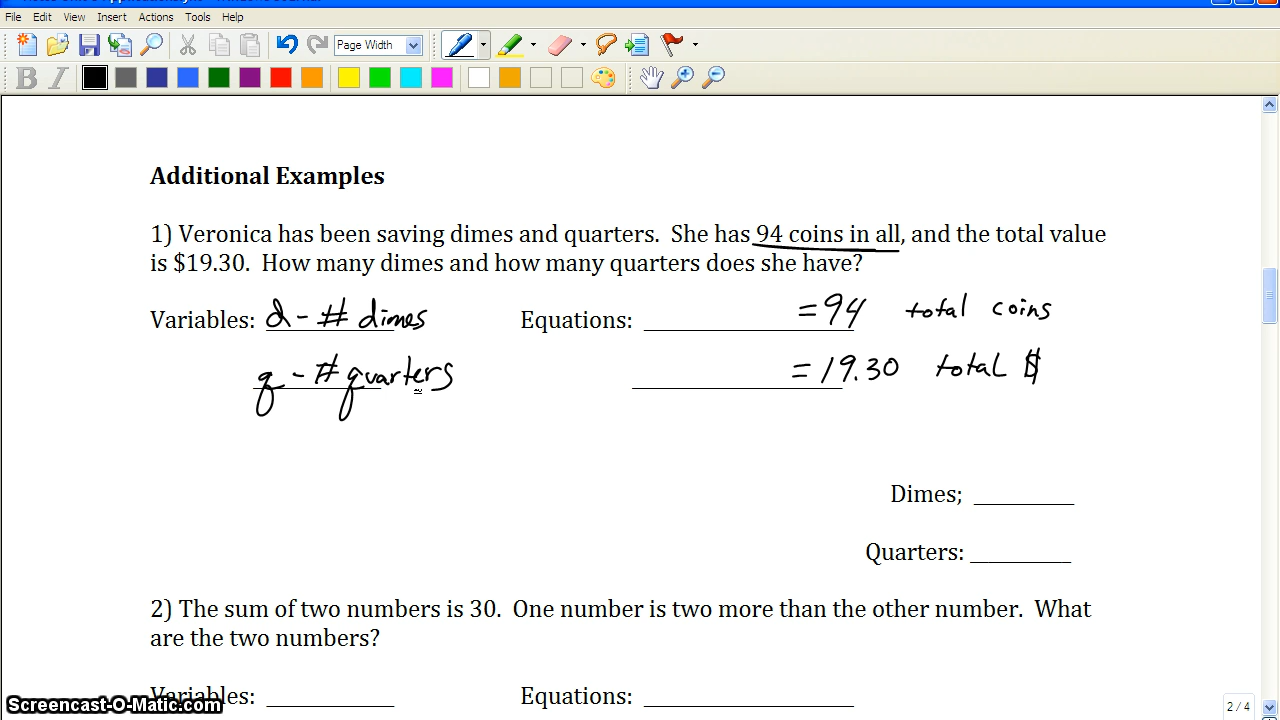 File Edit View Insert Actions Tools Help
Page Width
B I
Additional Examples
1) Veronica has been saving dimes and quarters. She has 94 coins in all, and the total value
is $19.30. How many dimes and how many quarters does she have?
Variables: d - # dimes Equations: = 94 total coins
q - # quarters = 19.30 total $
Dimes; __________
Quarters: __________
2) The sum of two numbers is 30. One number is two more than the other number. What
are the two numbers?
Variables: __________ Equations: __________
Screencast-O-Matic.com 2 / 4